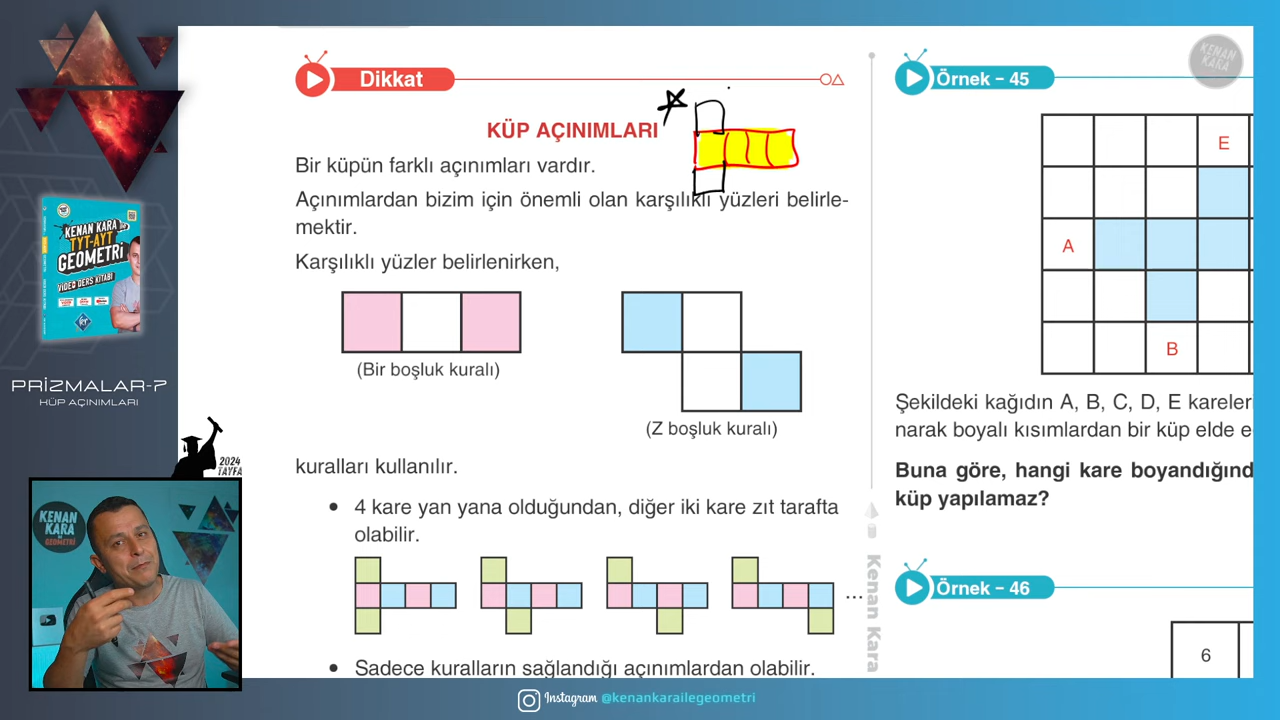 Dikkat
KÜP AÇINIMLARI
Bir küpün farklı açınımları vardır.
Açınımlardan bizim için önemli olan karşılıklı yüzleri belirle-
mektir.
Karşılıklı yüzler belirlenirken,
(Bir boşluk kuralı)
(Z boşluk kuralı)
kuralları kullanılır.
• 4 kare yan yana olduğundan, diğer iki kare zıt tarafta
olabilir.
...
• Sadece kuralların sağlandığı açınımlardan olabilir.
Kenan Kara
KENAN
KARA
Örnek – 45
E
A
B
Şekildeki kağıdın A, B, C, D, E kareleri
narak boyalı kısımlardan bir küp elde e
Buna göre, hangi kare boyandığınd
küp yapılamaz?
Örnek – 46
6
KENAN KARA
TYT-AYT
GEOMETRİ
VİDEO DERS KİTABI
PRİZMALAR-7
KÜP AÇINIMLARI
2024
TAYFA
KENAN
KARA
GEOMETRİ
Instagram @kenankarailegeometri